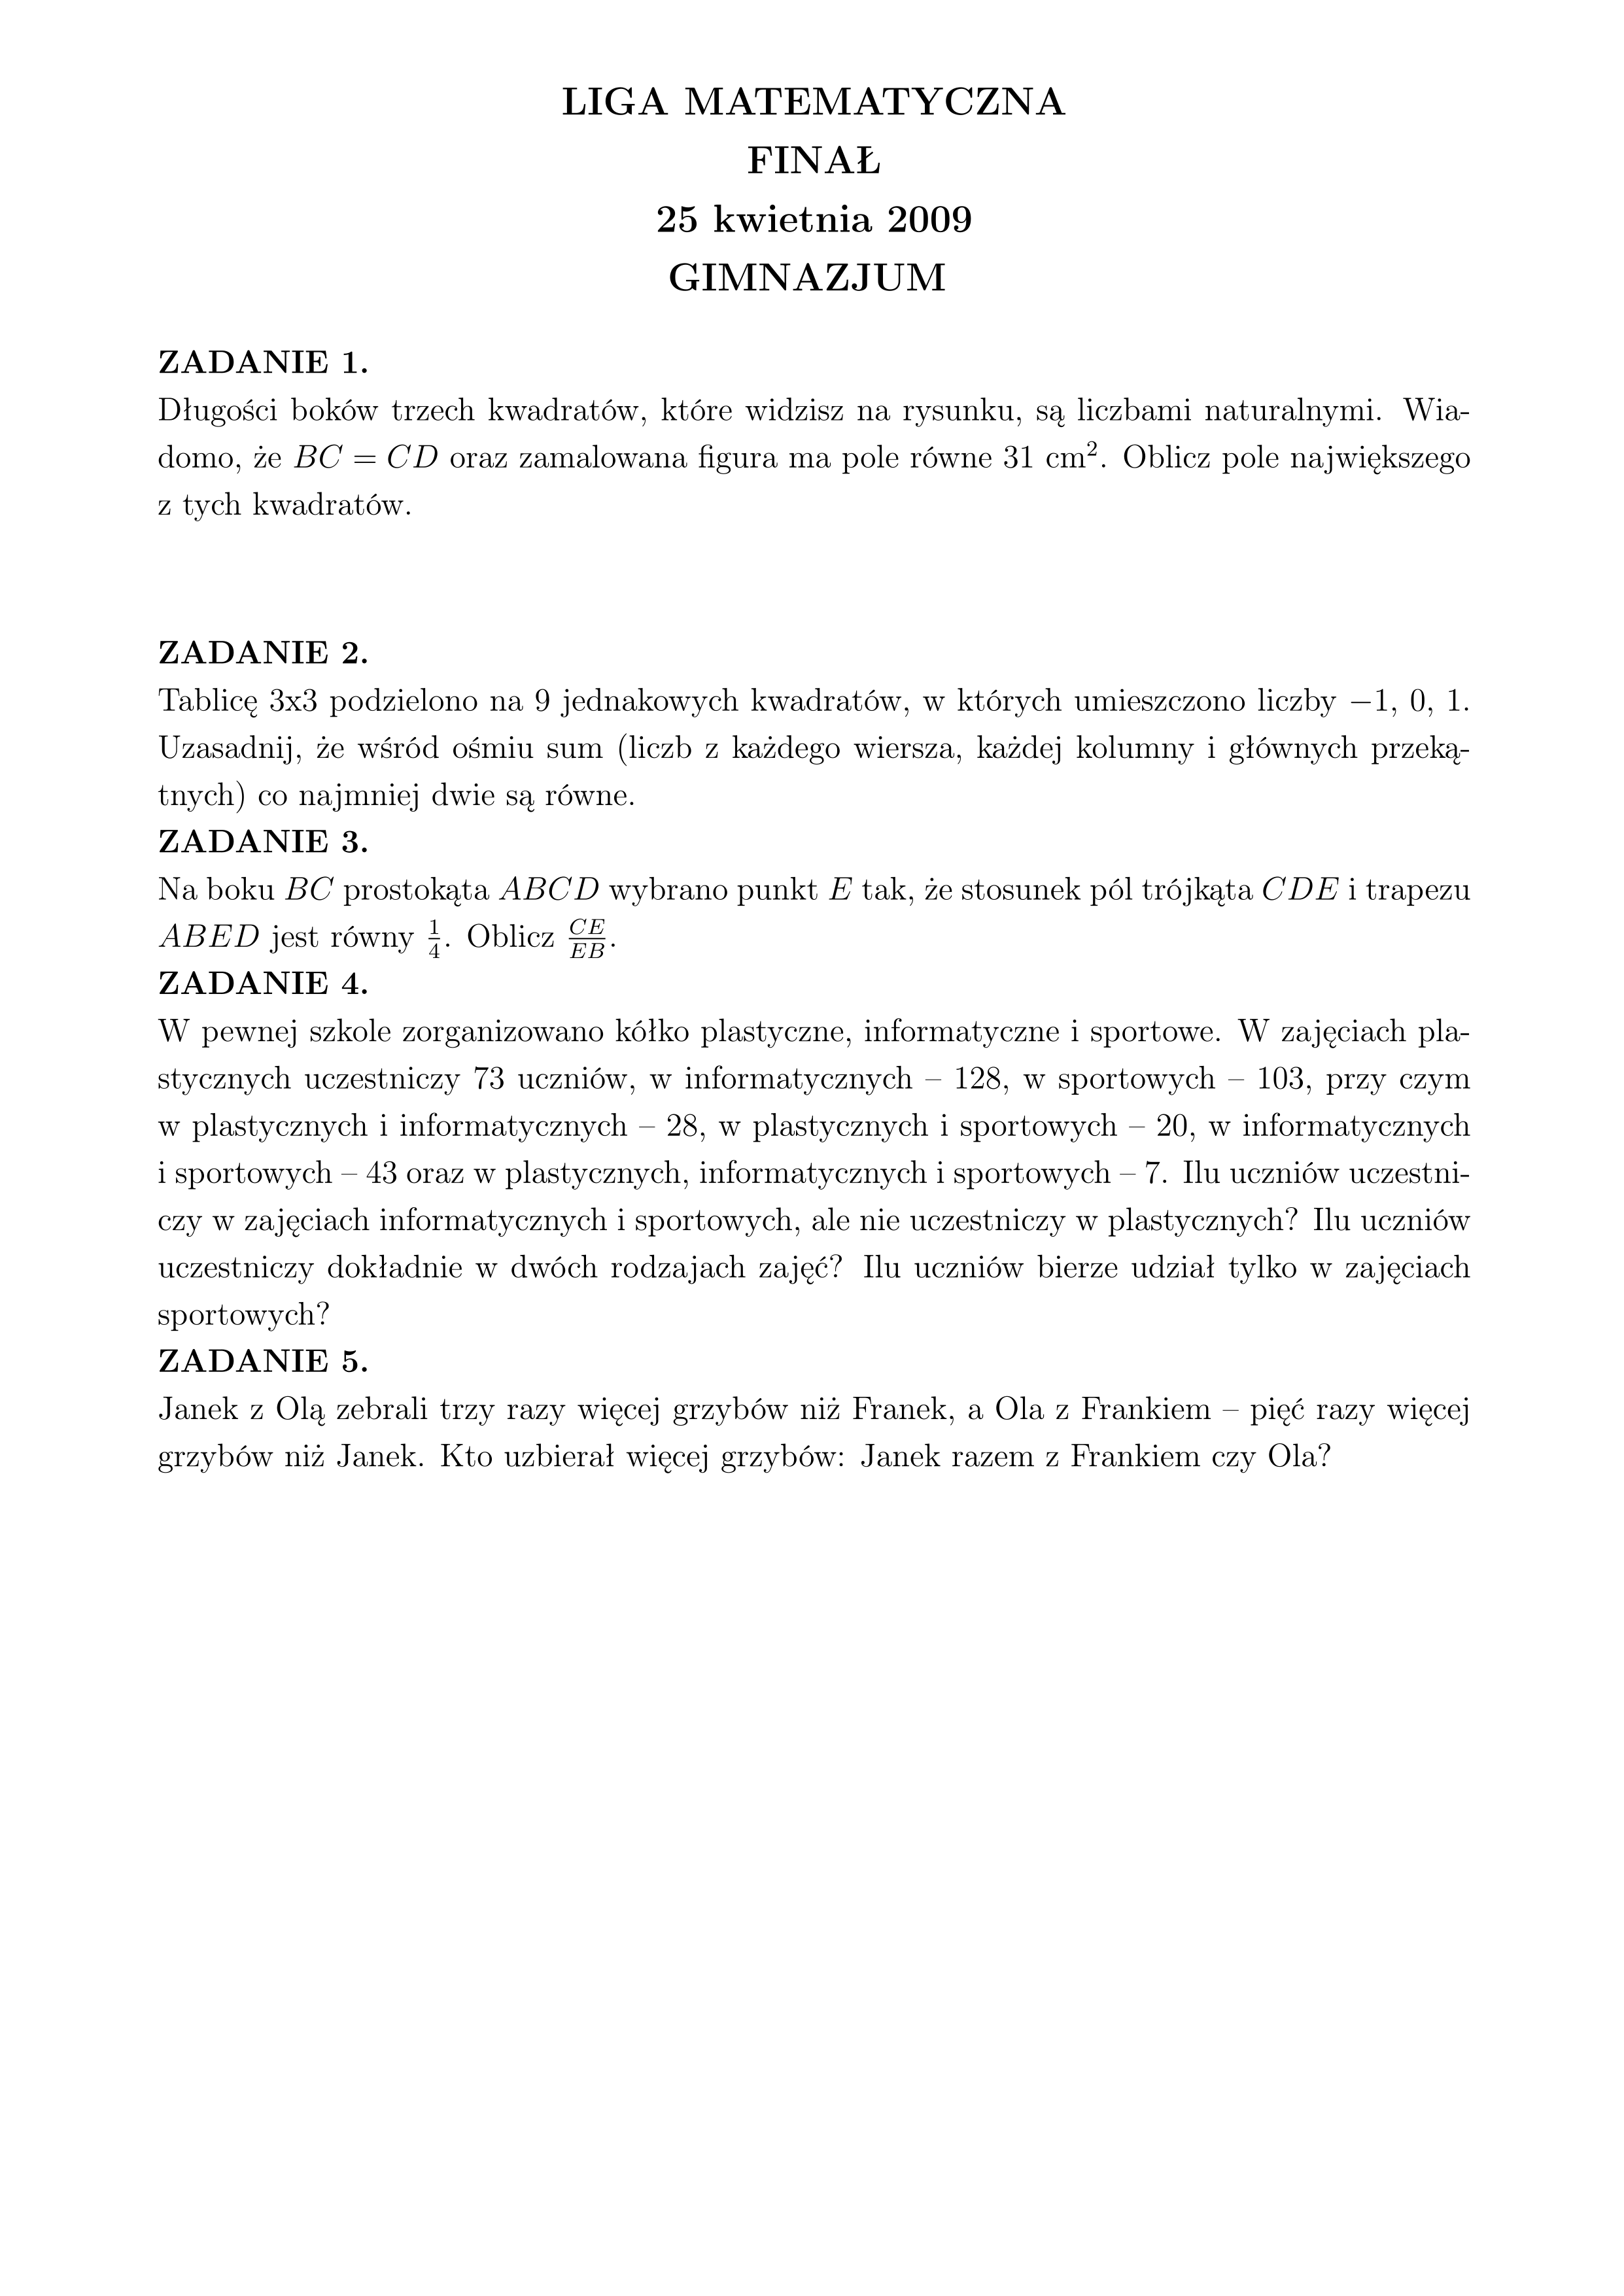 LIGA MATEMATYCZNA
FINAŁ
25 kwietnia 2009
GIMNAZJUM
ZADANIE 1.
Długości boków trzech kwadratów, które widzisz na rysunku, są liczbami naturalnymi. Wia-
domo, że BC = CD oraz zamalowana figura ma pole równe 31 cm². Oblicz pole największego
z tych kwadratów.
ZADANIE 2.
Tablicę 3x3 podzielono na 9 jednakowych kwadratów, w których umieszczono liczby −1, 0, 1.
Uzasadnij, że wśród ośmiu sum (liczb z każdego wiersza, każdej kolumny i głównych przeką-
tnych) co najmniej dwie są równe.
ZADANIE 3.
Na boku BC prostokąta ABCD wybrano punkt E tak, że stosunek pól trójkąta CDE i trapezu
ABED jest równy 1/4. Oblicz CE/EB.
ZADANIE 4.
W pewnej szkole zorganizowano kółko plastyczne, informatyczne i sportowe. W zajęciach pla-
stycznych uczestniczy 73 uczniów, w informatycznych – 128, w sportowych – 103, przy czym
w plastycznych i informatycznych – 28, w plastycznych i sportowych – 20, w informatycznych
i sportowych – 43 oraz w plastycznych, informatycznych i sportowych – 7. Ilu uczniów uczestni-
czy w zajęciach informatycznych i sportowych, ale nie uczestniczy w plastycznych? Ilu uczniów
uczestniczy dokładnie w dwóch rodzajach zajęć? Ilu uczniów bierze udział tylko w zajęciach
sportowych?
ZADANIE 5.
Janek z Olą zebrali trzy razy więcej grzybów niż Franek, a Ola z Frankiem – pięć razy więcej
grzybów niż Janek. Kto uzbierał więcej grzybów: Janek razem z Frankiem czy Ola?